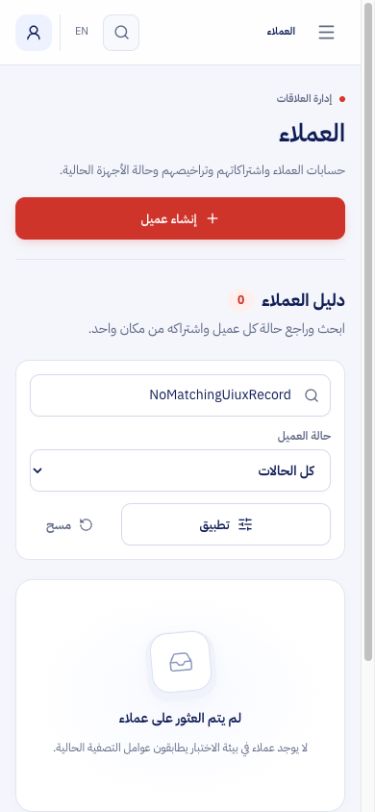 العملاء
EN
إدارة العلاقات
العملاء
حسابات العملاء واشتراكاتهم وتراخيصهم وحالة الأجهزة الحالية.
إنشاء عميل
دليل العملاء 0
ابحث وراجع حالة كل عميل واشتراكه من مكان واحد.
NoMatchingUiuxRecord
حالة العميل
كل الحالات
تطبيق
مسح
لم يتم العثور على عملاء
لا يوجد عملاء في بيئة الاختبار يطابقون عوامل التصفية الحالية.